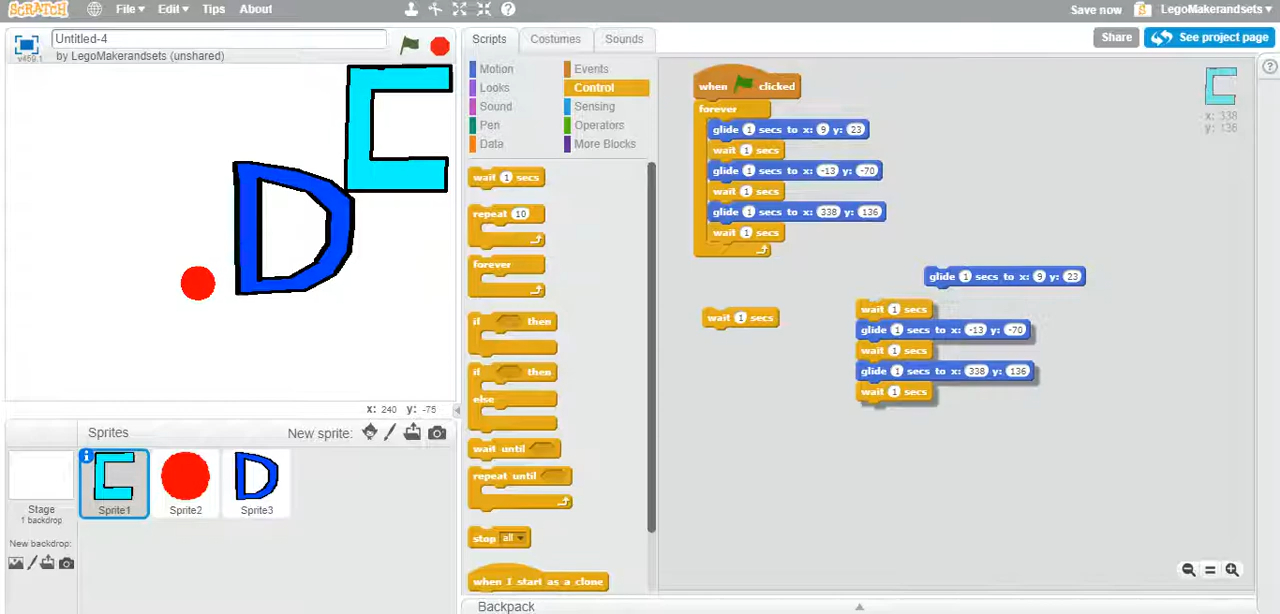 SCRATCH File▼ Edit▼ Tips About Save now S LegoMakerandsets▼
Untitled-4
by LegoMakerandsets (unshared)
v459.1
Scripts Costumes Sounds
Share See project page
Motion Events
Looks Control
Sound Sensing
Pen Operators
Data More Blocks
wait 1 secs
repeat 10
forever
if then
if then
else
wait until
repeat until
stop all▼
when I start as a clone
when clicked
forever
glide 1 secs to x: 9 y: 23
wait 1 secs
glide 1 secs to x: -13 y: -70
wait 1 secs
glide 1 secs to x: 338 y: 136
wait 1 secs
wait 1 secs
glide 1 secs to x: 9 y: 23
wait 1 secs
glide 1 secs to x: -13 y: -70
wait 1 secs
glide 1 secs to x: 338 y: 136
wait 1 secs
x: 338
y: 136
C
D
x: 240 y: -75
Sprites New sprite:
Stage
1 backdrop
New backdrop:
C
Sprite1
Sprite2
D
Sprite3
Backpack